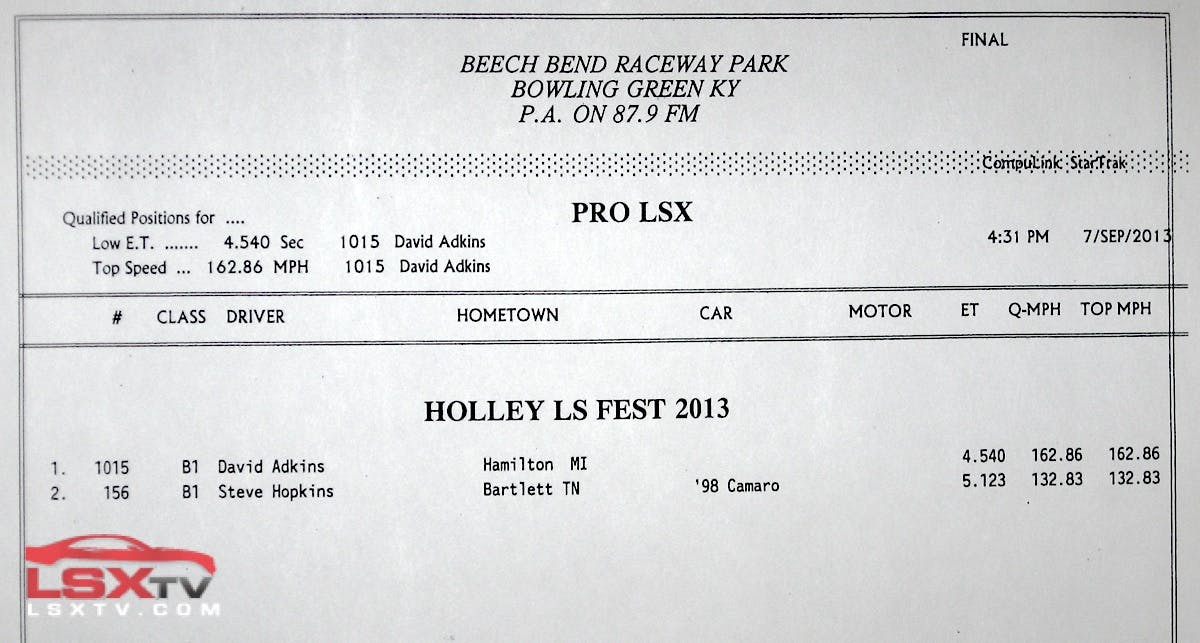 FINAL
BEECH BEND RACEWAY PARK
BOWLING GREEN KY
P.A. ON 87.9 FM
CompuLink StarTrak
Qualified Positions for .... PRO LSX
Low E.T. ....... 4.540 Sec 1015 David Adkins 4:31 PM 7/SEP/2013
Top Speed ... 162.86 MPH 1015 David Adkins
# CLASS DRIVER HOMETOWN CAR MOTOR ET Q-MPH TOP MPH
HOLLEY LS FEST 2013
1. 1015 B1 David Adkins Hamilton MI 4.540 162.86 162.86
2. 156 B1 Steve Hopkins Bartlett TN '98 Camaro 5.123 132.83 132.83
LSXTV
LSXTV.COM